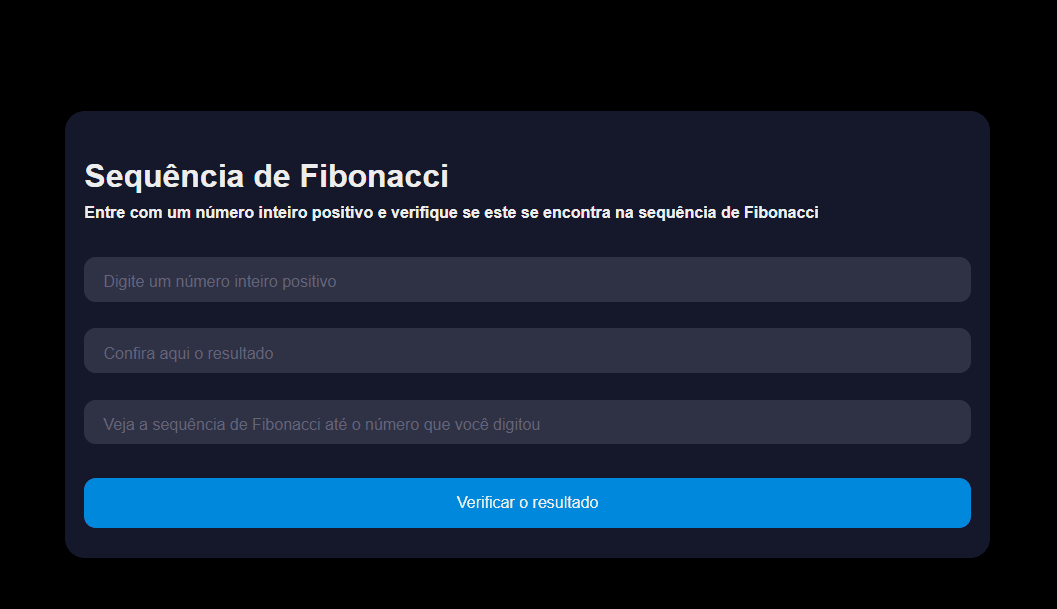 Sequência de Fibonacci
Entre com um número inteiro positivo e verifique se este se encontra na sequência de Fibonacci
Digite um número inteiro positivo
Confira aqui o resultado
Veja a sequência de Fibonacci até o número que você digitou
Verificar o resultado